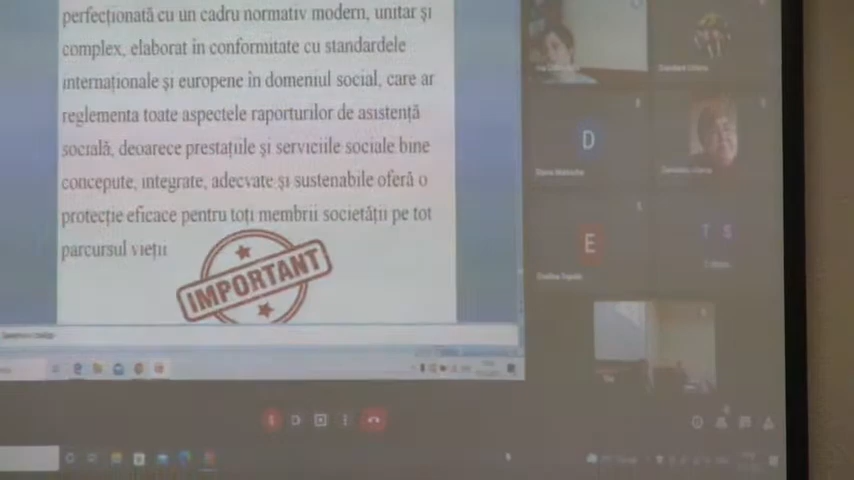 perfecționată cu un cadru normativ modern, unitar și
complex, elaborat în conformitate cu standardele
internaționale și europene în domeniul social, care ar
reglementa toate aspectele raporturilor de asistență
socială, deoarece prestațiile și serviciile sociale bine
concepute, integrate, adecvate și sustenabile oferă o
protecție eficace pentru toți membrii societății pe tot
parcursul vieții
IMPORTANT
D
E
T S